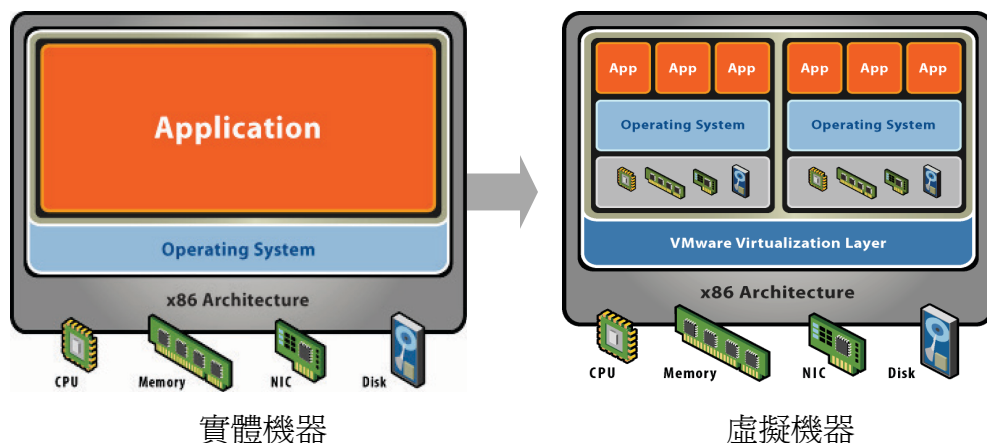 Application
Operating System
x86 Architecture
CPU
Memory
NIC
Disk
實體機器
App App App
Operating System
App App App
Operating System
VMware Virtualization Layer
x86 Architecture
CPU
Memory
NIC
Disk
虛擬機器